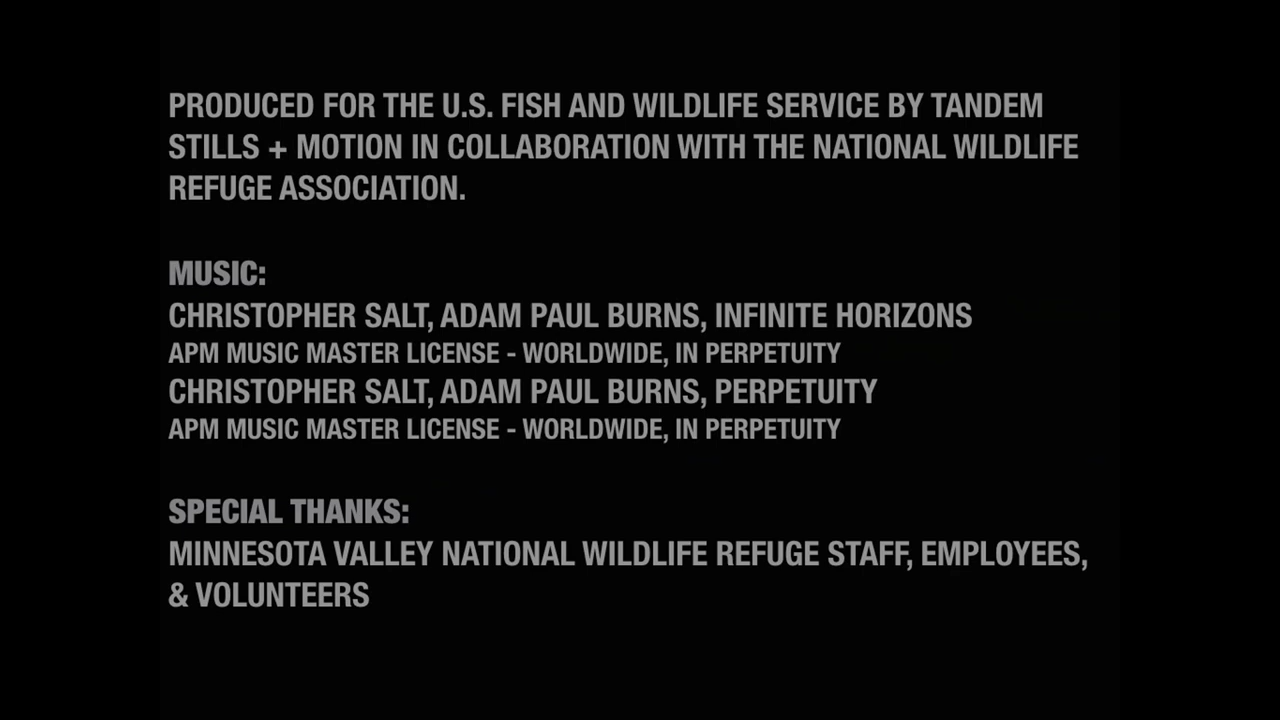 PRODUCED FOR THE U.S. FISH AND WILDLIFE SERVICE BY TANDEM
STILLS + MOTION IN COLLABORATION WITH THE NATIONAL WILDLIFE
REFUGE ASSOCIATION.
MUSIC:
CHRISTOPHER SALT, ADAM PAUL BURNS, INFINITE HORIZONS
APM MUSIC MASTER LICENSE - WORLDWIDE, IN PERPETUITY
CHRISTOPHER SALT, ADAM PAUL BURNS, PERPETUITY
APM MUSIC MASTER LICENSE - WORLDWIDE, IN PERPETUITY
SPECIAL THANKS:
MINNESOTA VALLEY NATIONAL WILDLIFE REFUGE STAFF, EMPLOYEES,
& VOLUNTEERS